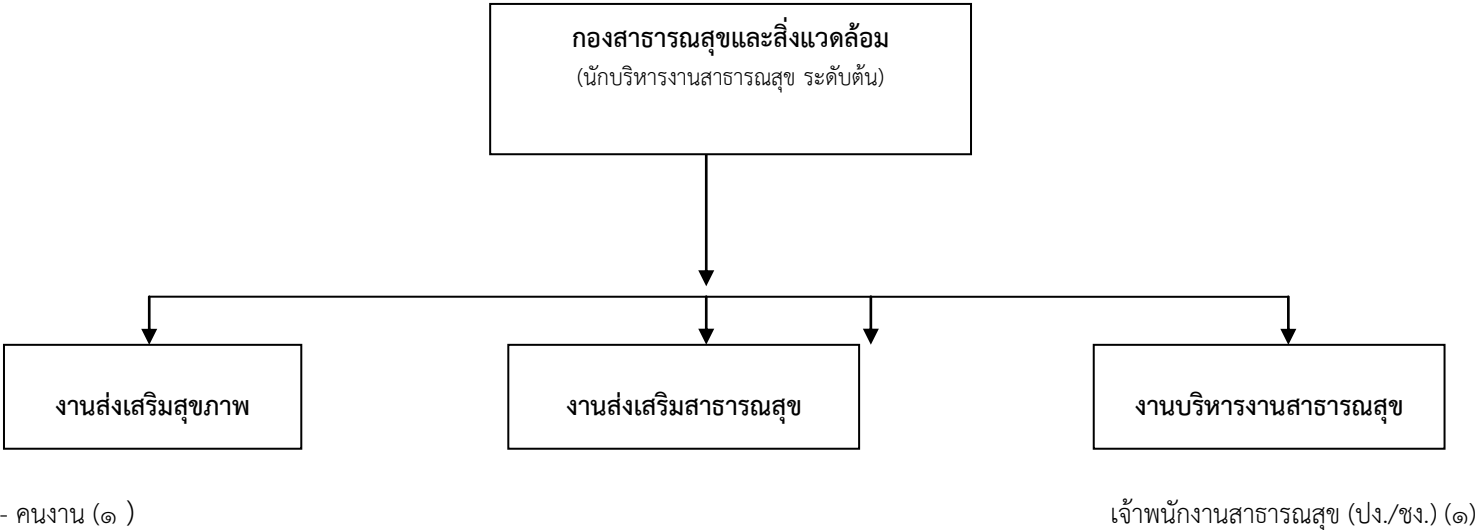 กองสาธารณสุขและสิ่งแวดล้อม
(นักบริหารงานสาธารณสุข ระดับต้น)
งานส่งเสริมสุขภาพ
งานส่งเสริมสาธารณสุข
งานบริหารงานสาธารณสุข
- คนงาน (๑ )
เจ้าพนักงานสาธารณสุข (ปง./ชง.) (๑)